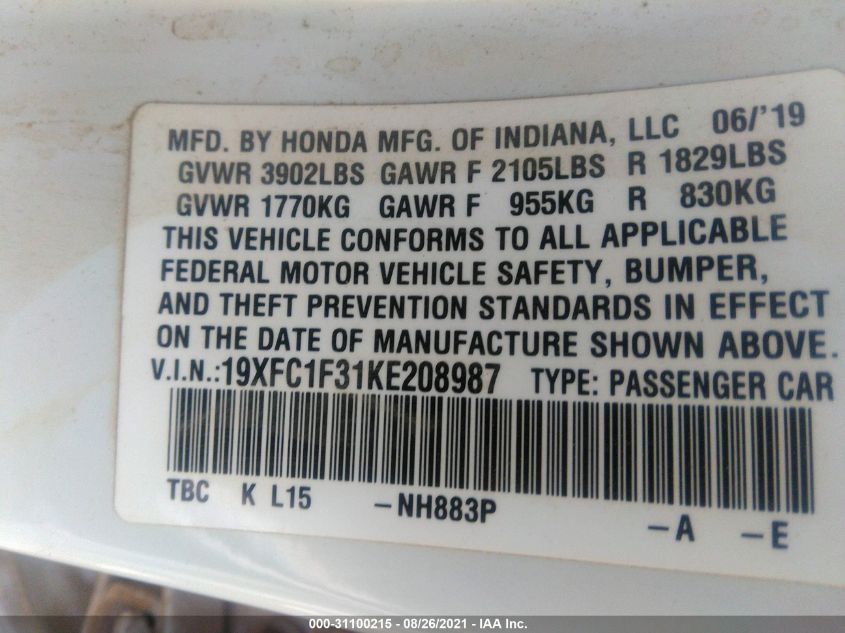 MFD. BY HONDA MFG. OF INDIANA, LLC 06/'19
GVWR 3902LBS GAWR F 2105LBS R 1829LBS
GVWR 1770KG GAWR F 955KG R 830KG
THIS VEHICLE CONFORMS TO ALL APPLICABLE
FEDERAL MOTOR VEHICLE SAFETY, BUMPER,
AND THEFT PREVENTION STANDARDS IN EFFECT
ON THE DATE OF MANUFACTURE SHOWN ABOVE.
V.I.N.:19XFC1F31KE208987 TYPE: PASSENGER CAR
TBC K L15 -NH883P -A -E
000-31100215 - 08/26/2021 - IAA Inc.